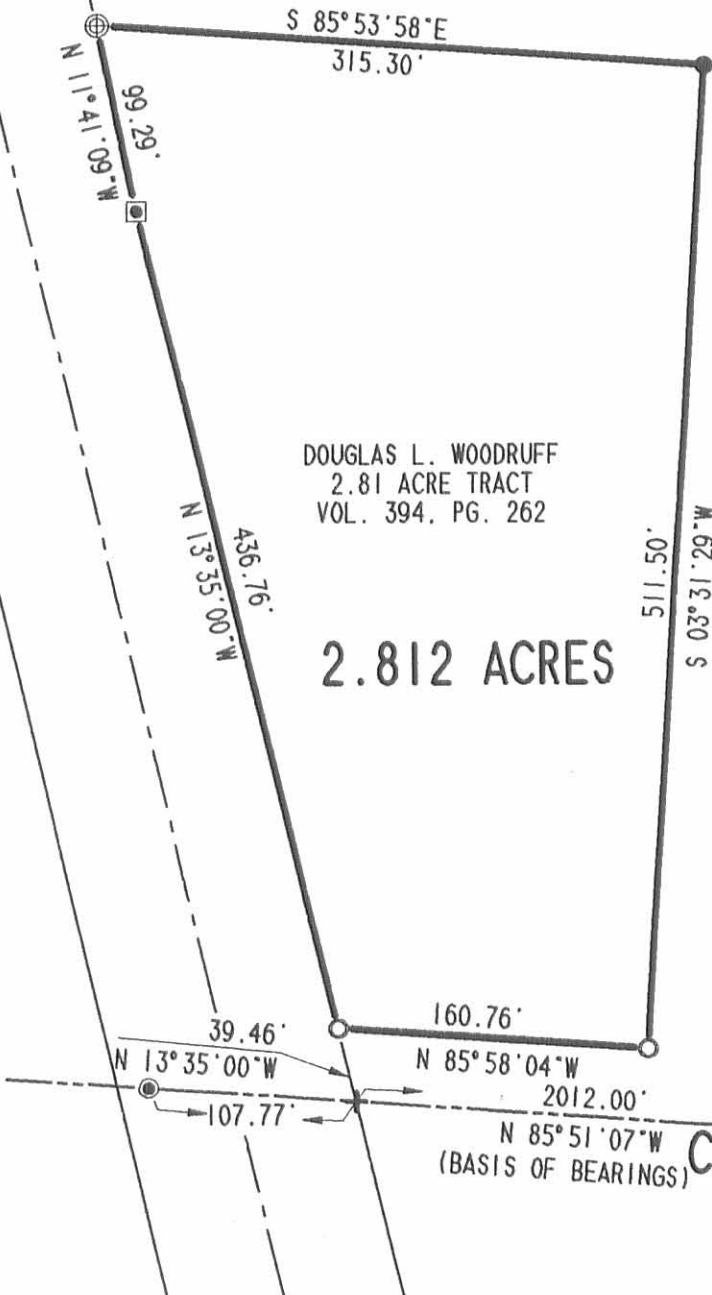 S 85°53'58"E
315.30'
99.29'
N 11°41'09"W
DOUGLAS L. WOODRUFF
2.81 ACRE TRACT
VOL. 394, PG. 262
436.76'
N 13°35'00"W
511.50'
S 03°13'29"W
2.812 ACRES
160.76'
N 85°58'04"W
39.46'
N 13°35'00"W
107.77'
2012.00'
N 85°51'07"W
(BASIS OF BEARINGS)
C